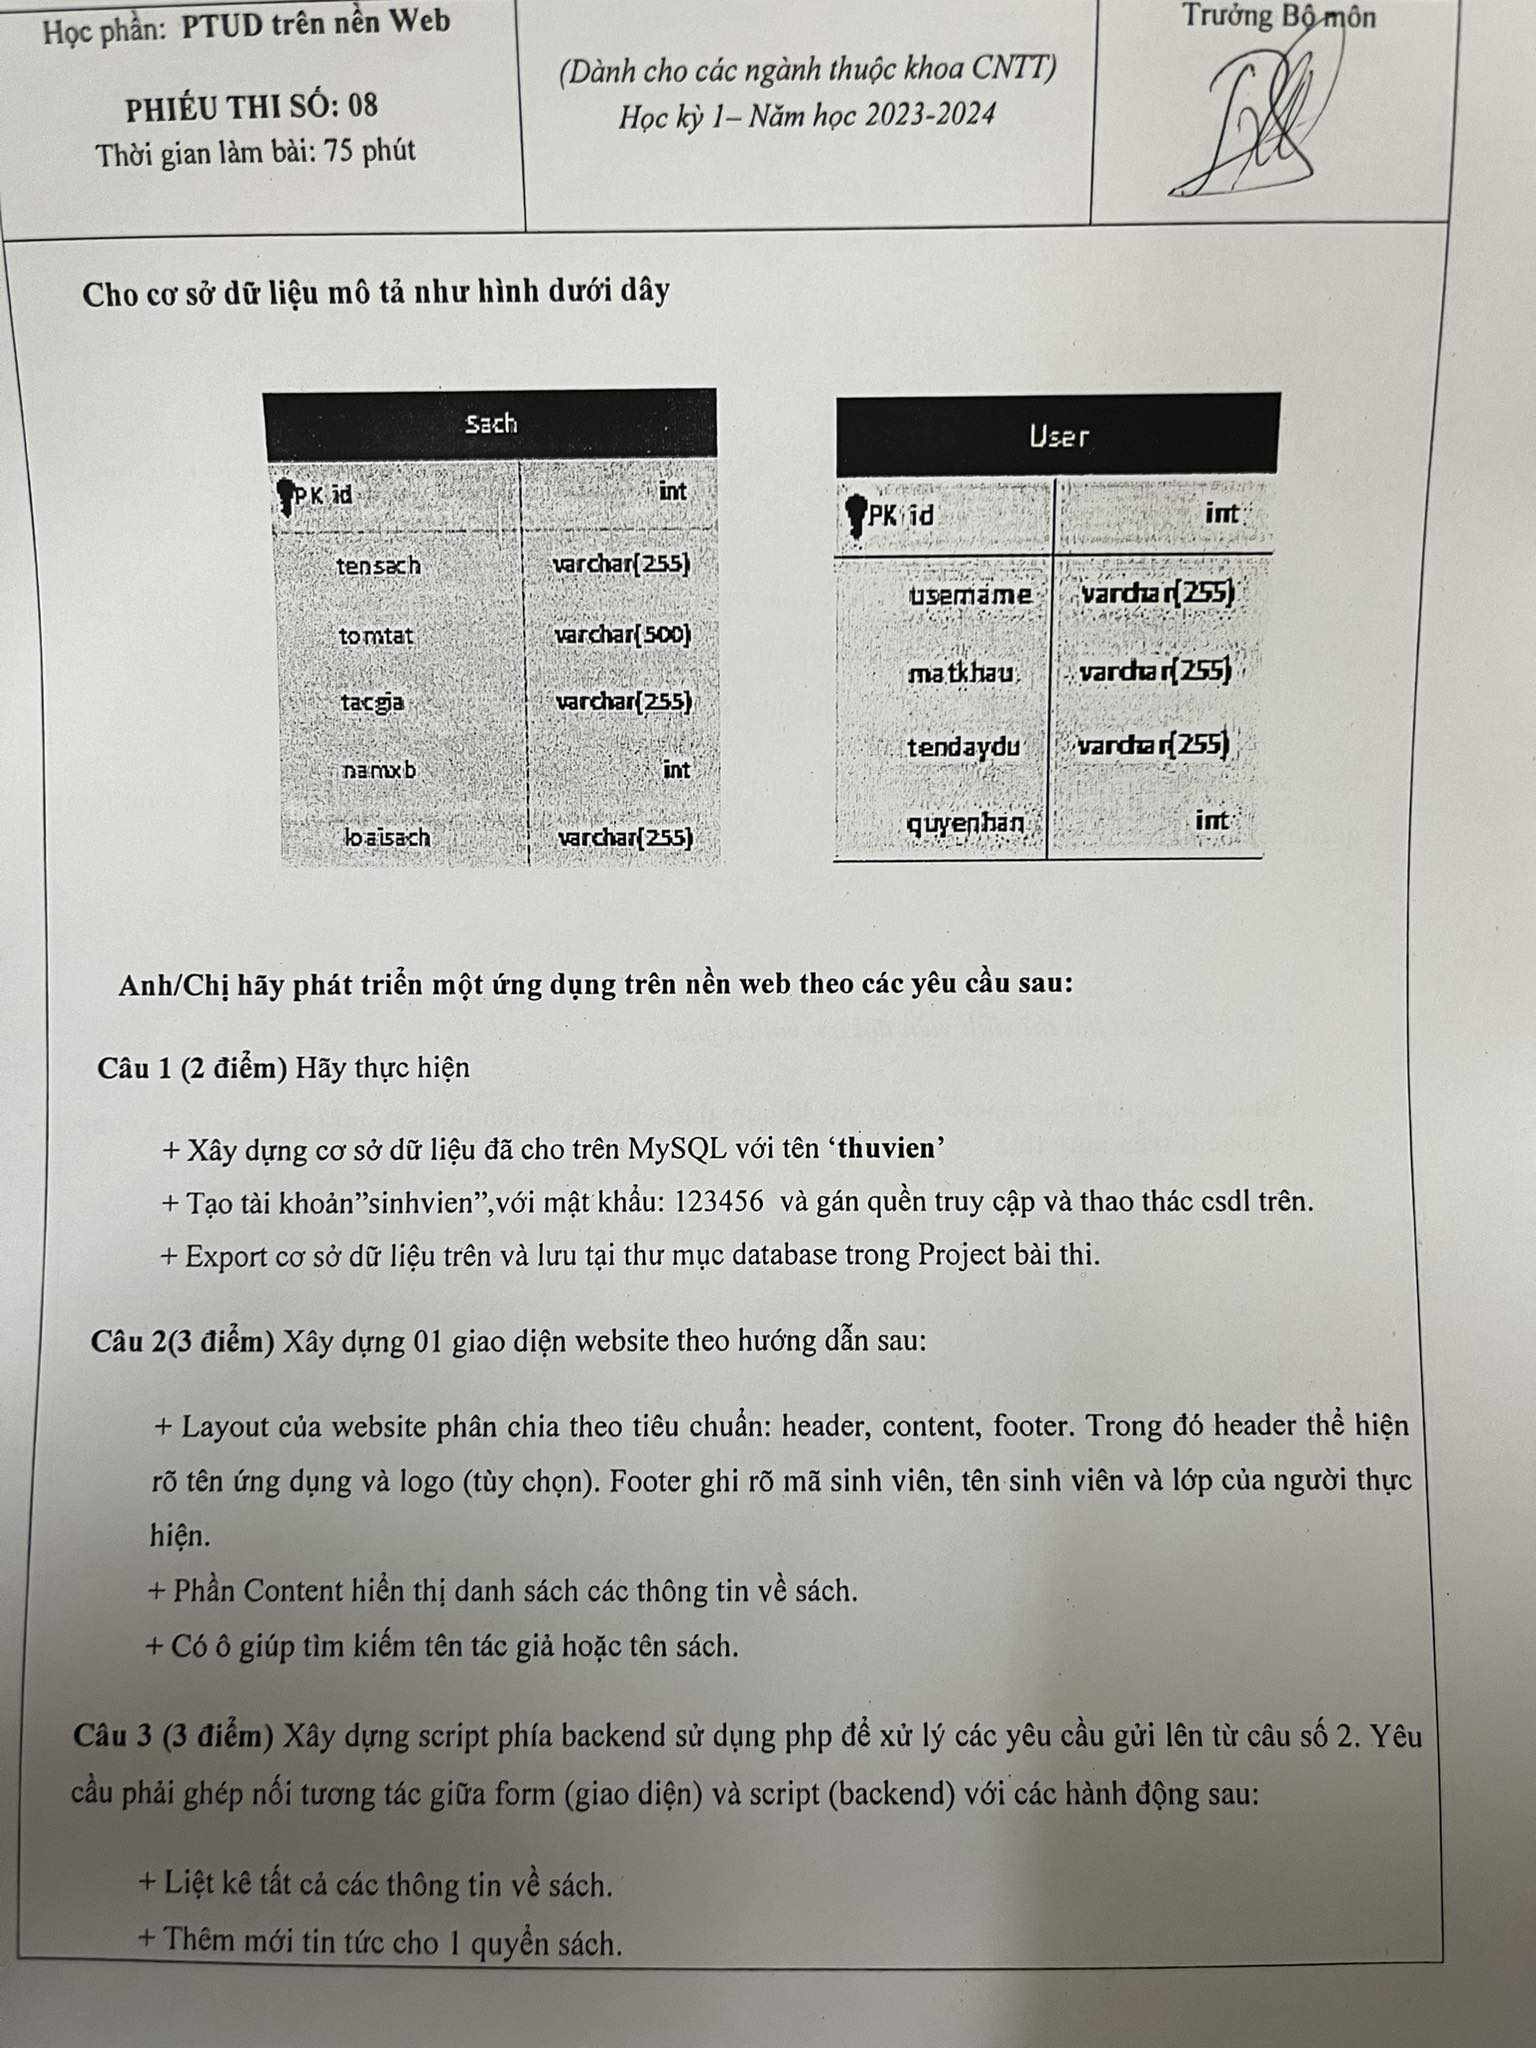 Học phần: PTUD trên nền Web
PHIẾU THI SỐ: 08
Thời gian làm bài: 75 phút
(Dành cho các ngành thuộc khoa CNTT)
Học kỳ 1– Năm học 2023-2024
Trưởng Bộ môn
Cho cơ sở dữ liệu mô tả như hình dưới dây
Sach
PK id int
tensach varchar(255)
tomtat varchar(500)
tacgia varchar(255)
namxb int
loaisach varchar(255)
User
PK id int
username varchar(255)
matkhau varchar(255)
tendaydu varchar(255)
quyenhan int
Anh/Chị hãy phát triển một ứng dụng trên nền web theo các yêu cầu sau:
Câu 1 (2 điểm) Hãy thực hiện
+ Xây dựng cơ sở dữ liệu đã cho trên MySQL với tên ‘thuvien’
+ Tạo tài khoản”sinhvien”,với mật khẩu: 123456 và gán quền truy cập và thao thác csdl trên.
+ Export cơ sở dữ liệu trên và lưu tại thư mục database trong Project bài thi.
Câu 2(3 điểm) Xây dựng 01 giao diện website theo hướng dẫn sau:
+ Layout của website phân chia theo tiêu chuẩn: header, content, footer. Trong đó header thể hiện
rõ tên ứng dụng và logo (tùy chọn). Footer ghi rõ mã sinh viên, tên sinh viên và lớp của người thực
hiện.
+ Phần Content hiển thị danh sách các thông tin về sách.
+ Có ô giúp tìm kiếm tên tác giả hoặc tên sách.
Câu 3 (3 điểm) Xây dựng script phía backend sử dụng php để xử lý các yêu cầu gửi lên từ câu số 2. Yêu
cầu phải ghép nối tương tác giữa form (giao diện) và script (backend) với các hành động sau:
+ Liệt kê tất cả các thông tin về sách.
+ Thêm mới tin tức cho 1 quyển sách.